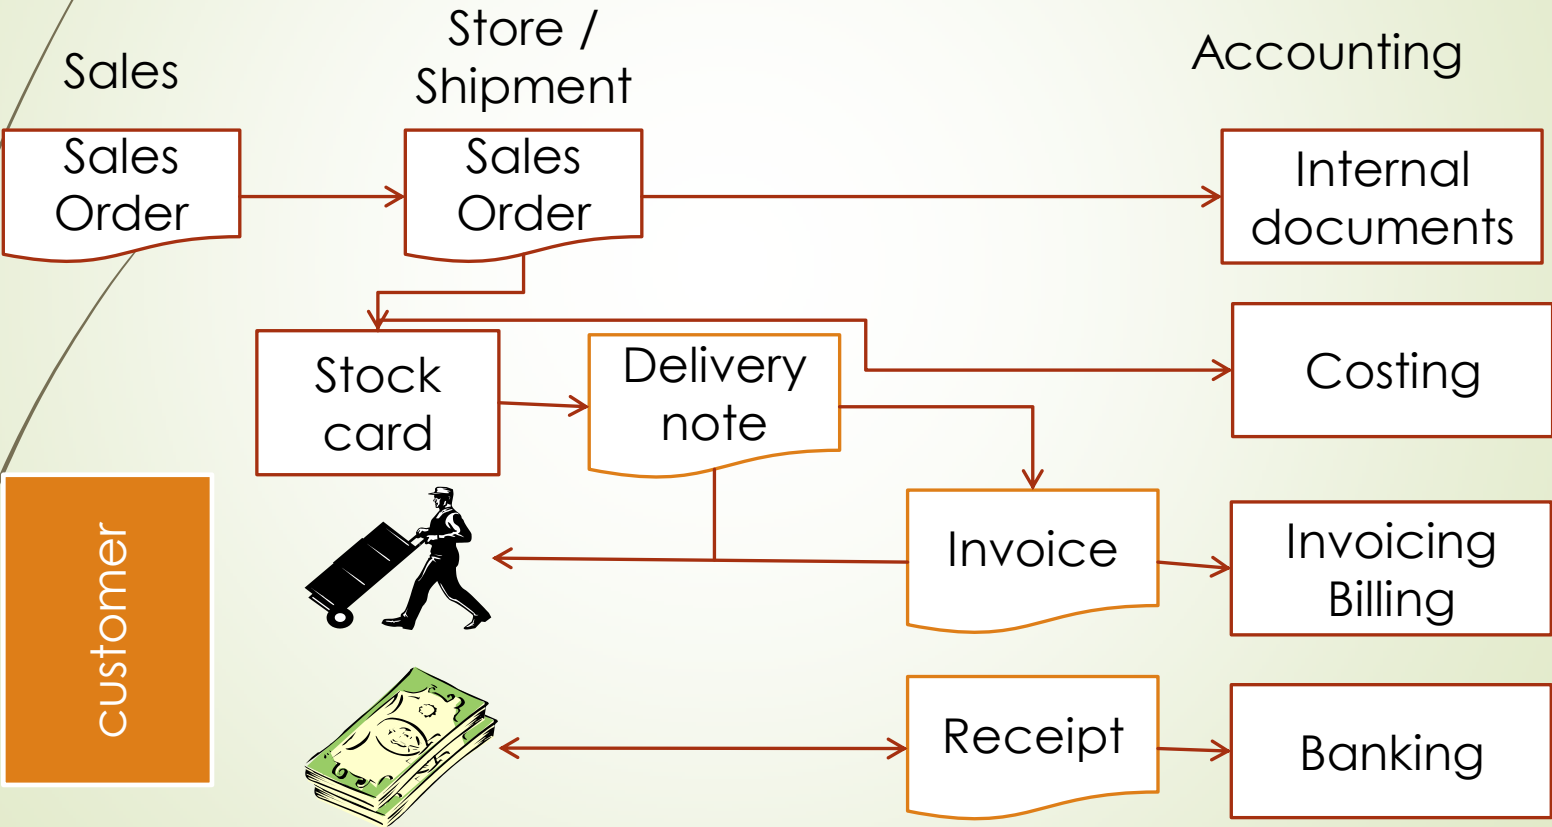 Sales
Store /
Shipment
Accounting
Sales
Order
Sales
Order
Internal
documents
Stock
card
Delivery
note
Costing
customer
Invoice
Invoicing
Billing
Receipt
Banking